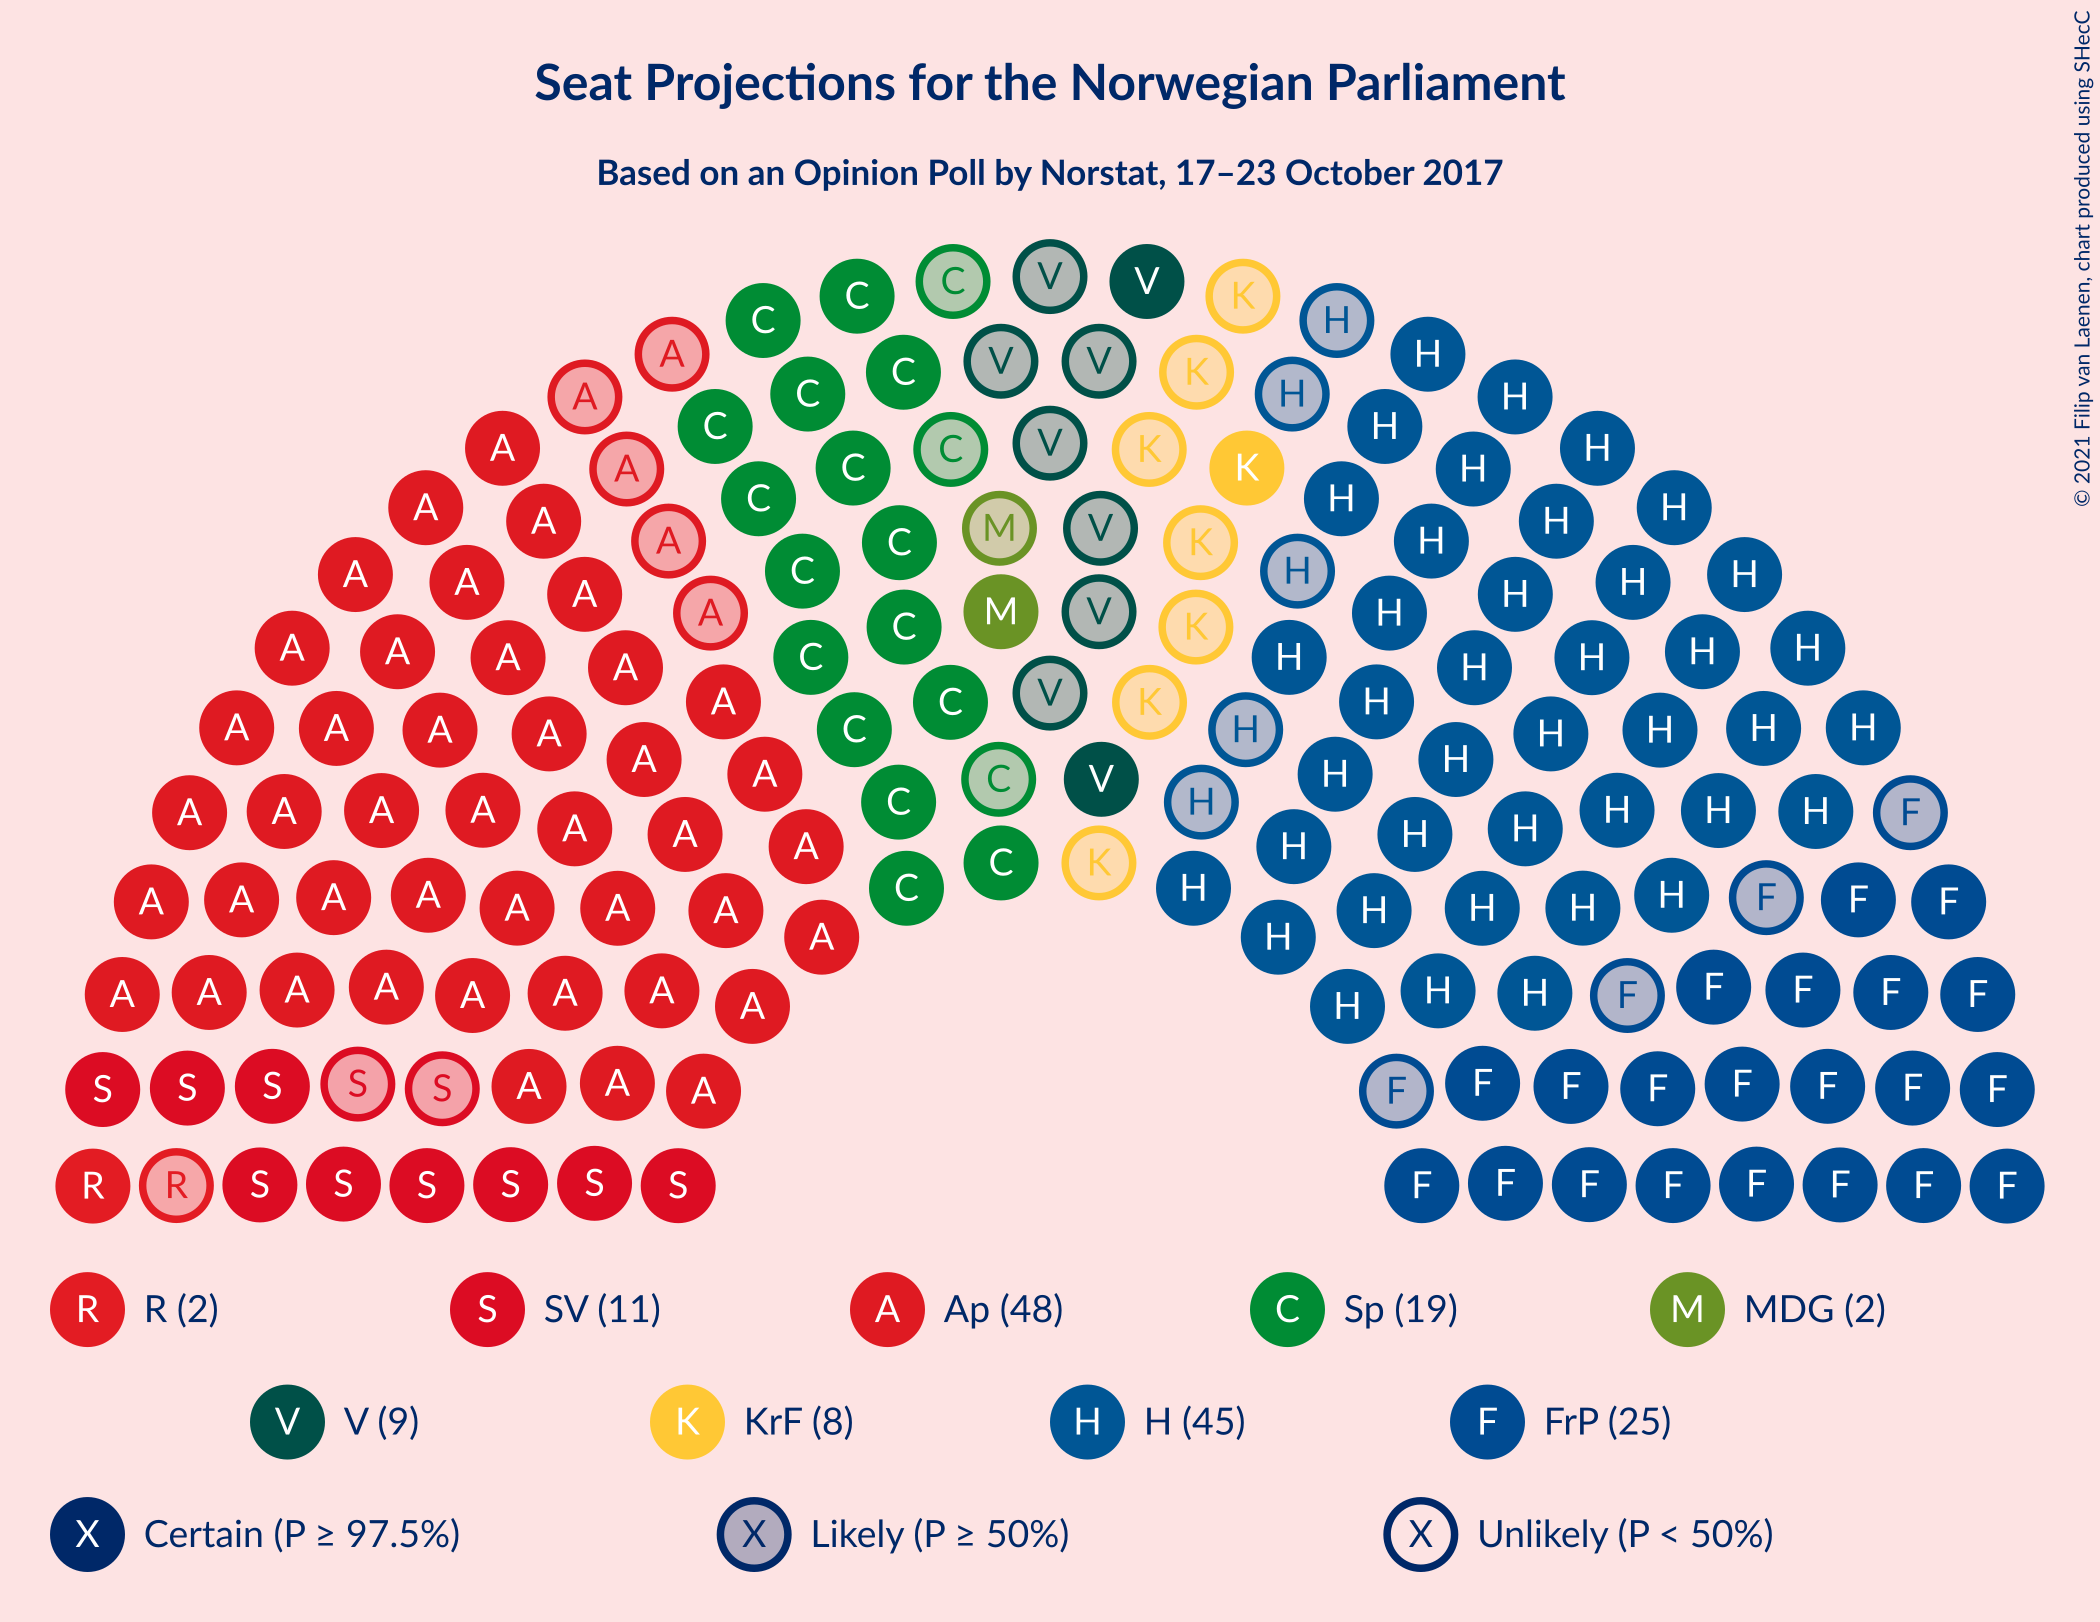 Seat Projections for the Norwegian Parliament
Based on an Opinion Poll by Norstat, 17–23 October 2017
© 2021 Filip van Laenen, chart produced using SHecC
C V V
C K
C H
A V V H
C K
A C H H
C H
A C V K H
A C K H
A H
A C M V H
A C K H
A A H H
A C H H
A C M V K H
A A C H H
A A H H
A A C V K H H
A A C H H H
A A A H H H
A A C V H H F
A A A C H H H
A A A A H H H H
A A A A C C K H H H H F F F
A A A A A H H H
A A A A A A A A H H H F F F F F
S S S S S A A A F F F F F F F F
R R S S S S S S F F F F F F F F
R R (2) S SV (11) A Ap (48) C Sp (19) M MDG (2)
V V (9) K KrF (8) H H (45) F FrP (25)
X Certain (P ≥ 97.5%) X Likely (P ≥ 50%) X Unlikely (P < 50%)